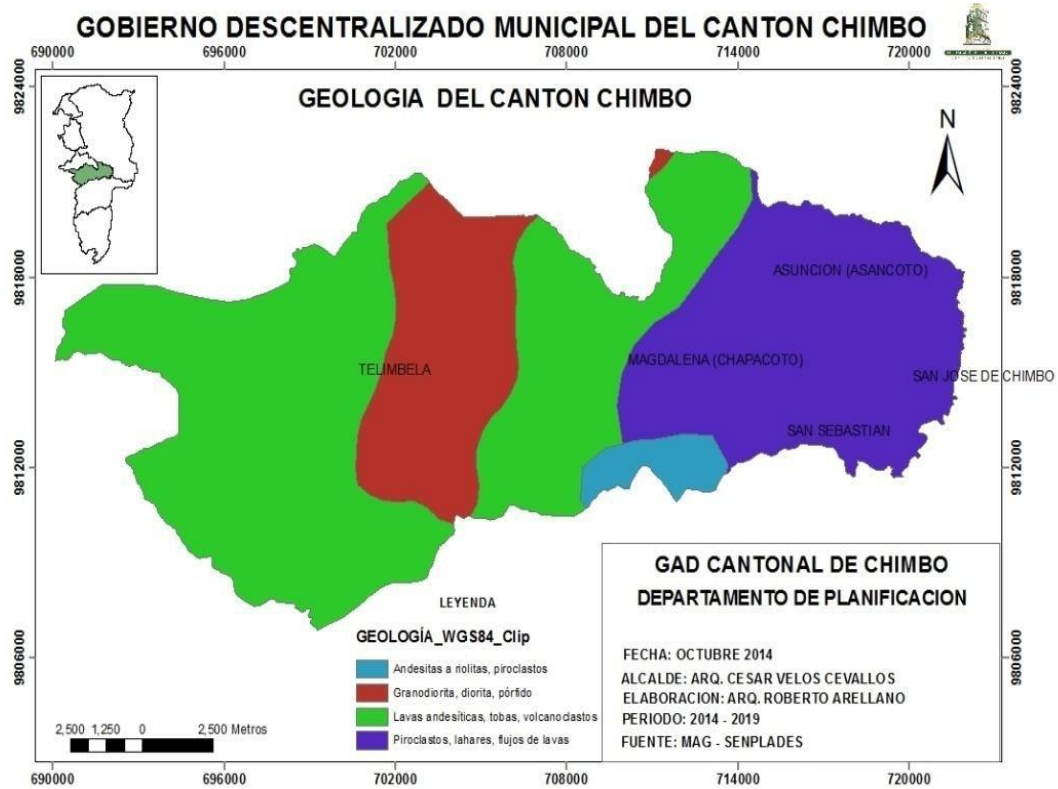 GOBIERNO DESCENTRALIZADO MUNICIPAL DEL CANTON CHIMBO
690000 696000 702000 708000 714000 720000
9824000 9824000
GEOLOGIA DEL CANTON CHIMBO
N
9818000 9818000
ASUNCION (ASANCOTO)
MAGDALENA (CHAPACOTO)
TELIMBELA
SAN JOSE DE CHIMBO
SAN SEBASTIAN
9812000 9812000
LEYENDA
GEOLOGÍA_WGS84_Clip
Andesitas a riolitas, piroclastos
Granodiorita, diorita, pórfido
Lavas andesíticas, tobas, volcanoclastos
Piroclastos, lahares, flujos de lavas
GAD CANTONAL DE CHIMBO
DEPARTAMENTO DE PLANIFICACION
FECHA: OCTUBRE 2014
ALCALDE: ARQ. CESAR VELOS CEVALLOS
ELABORACION: ARQ. ROBERTO ARELLANO
PERIODO: 2014 - 2019
FUENTE: MAG - SENPLADES
9806000 9806000
2,500 1,250 0 2,500 Metros
690000 696000 702000 708000 714000 720000